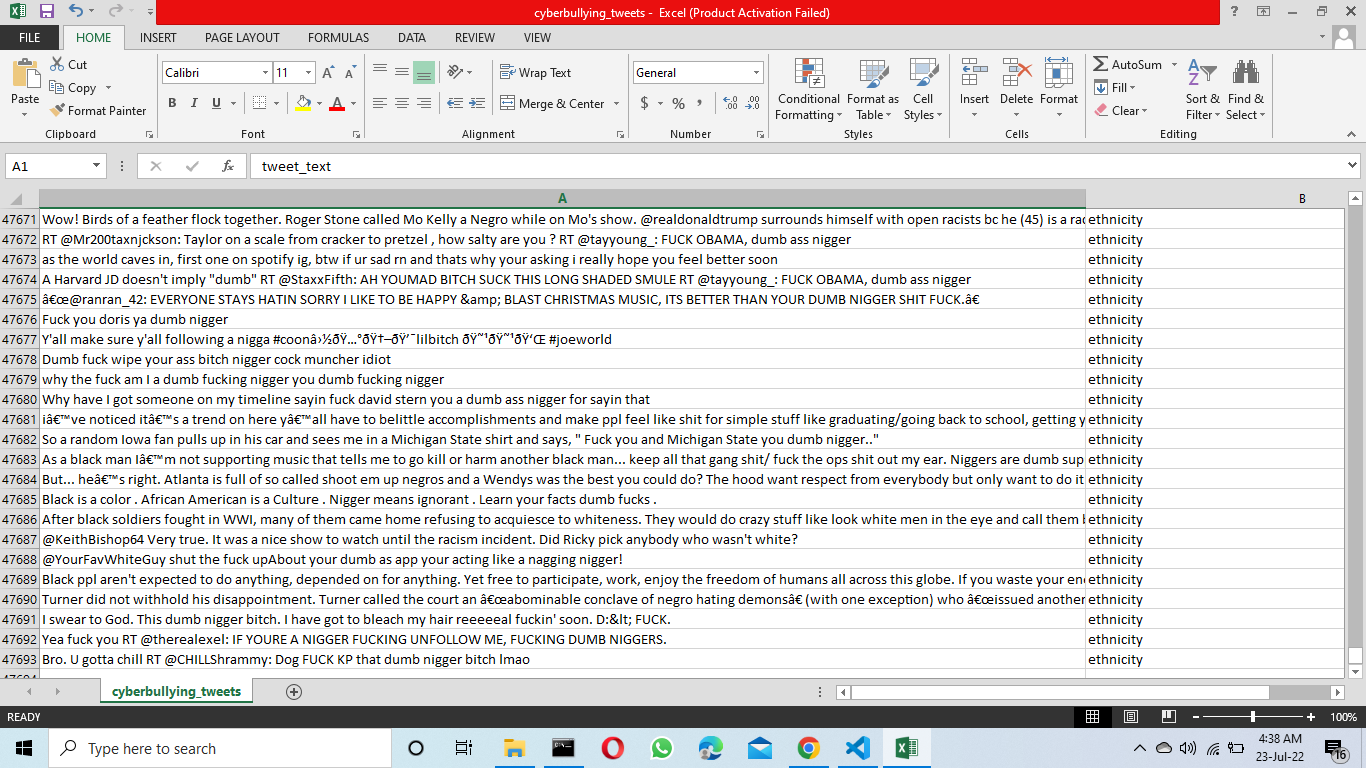 cyberbullying_tweets - Excel (Product Activation Failed)
FILE HOME INSERT PAGE LAYOUT FORMULAS DATA REVIEW VIEW
Paste Cut Copy Format Painter Clipboard
Calibri 11 B I U Font
Wrap Text Merge & Center Alignment
General $ % , Number
Conditional Formatting Format as Table Cell Styles Styles
Insert Delete Format Cells
AutoSum Fill Clear Sort & Filter Find & Select Editing
A1 fx tweet_text
A B
47671 Wow! Birds of a feather flock together. Roger Stone called Mo Kelly a Negro while on Mo's show. @realdonaldtrump surrounds himself with open racists bc he (45) is a rac ethnicity
47672 RT @Mr200taxnjckson: Taylor on a scale from cracker to pretzel , how salty are you ? RT @tayyoung_: FUCK OBAMA, dumb ass nigger ethnicity
47673 as the world caves in, first one on spotify ig, btw if ur sad rn and thats why your asking i really hope you feel better soon ethnicity
47674 A Harvard JD doesn't imply "dumb" RT @StaxxFifth: AH YOUMAD BITCH SUCK THIS LONG SHADED SMULE RT @tayyoung_: FUCK OBAMA, dumb ass nigger ethnicity
47675 â€œ@ranran_42: EVERYONE STAYS HATIN SORRY I LIKE TO BE HAPPY &amp; BLAST CHRISTMAS MUSIC, ITS BETTER THAN YOUR DUMB NIGGER SHIT FUCK.â€ ethnicity
47676 Fuck you doris ya dumb nigger ethnicity
47677 Y'all make sure y'all following a nigga #coonâ›½ðŸ…°ðŸ†–ðŸ’¯lilbitch ðŸ˜¹ðŸ˜¹ðŸ‘Œ #joeworld ethnicity
47678 Dumb fuck wipe your ass bitch nigger cock muncher idiot ethnicity
47679 why the fuck am I a dumb fucking nigger you dumb fucking nigger ethnicity
47680 Why have I got someone on my timeline sayin fuck david stern you a dumb ass nigger for sayin that ethnicity
47681 iâ€™ve noticed itâ€™s a trend on here yâ€™all have to belittle accomplishments and make ppl feel like shit for simple stuff like graduating/going back to school, getting y ethnicity
47682 So a random Iowa fan pulls up in his car and sees me in a Michigan State shirt and says, " Fuck you and Michigan State you dumb nigger.." ethnicity
47683 As a black man Iâ€™m not supporting music that tells me to go kill or harm another black man... keep all that gang shit/ fuck the ops shit out my ear. Niggers are dumb sup ethnicity
47684 But... heâ€™s right. Atlanta is full of so called shoot em up negros and a Wendys was the best you could do? The hood want respect from everybody but only want to do it ethnicity
47685 Black is a color . African American is a Culture . Nigger means ignorant . Learn your facts dumb fucks . ethnicity
47686 After black soldiers fought in WWI, many of them came home refusing to acquiesce to whiteness. They would do crazy stuff like look white men in the eye and call them ethnicity
47687 @KeithBishop64 Very true. It was a nice show to watch until the racism incident. Did Ricky pick anybody who wasn't white? ethnicity
47688 @YourFavWhiteGuy shut the fuck upAbout your dumb as app your acting like a nagging nigger! ethnicity
47689 Black ppl aren't expected to do anything, depended on for anything. Yet free to participate, work, enjoy the freedom of humans all across this globe. If you waste your ene ethnicity
47690 Turner did not withhold his disappointment. Turner called the court an â€œabominable conclave of negro hating demonsâ€ (with one exception) who â€œissued another ethnicity
47691 I swear to God. This dumb nigger bitch. I have got to bleach my hair reeeeeal fuckin' soon. D:&lt; FUCK. ethnicity
47692 Yea fuck you RT @therealexel: IF YOURE A NIGGER FUCKING UNFOLLOW ME, FUCKING DUMB NIGGERS. ethnicity
47693 Bro. U gotta chill RT @CHILLShrammy: Dog FUCK KP that dumb nigger bitch lmao ethnicity
cyberbullying_tweets
READY 100%
Type here to search
4:38 AM
23-Jul-22
16